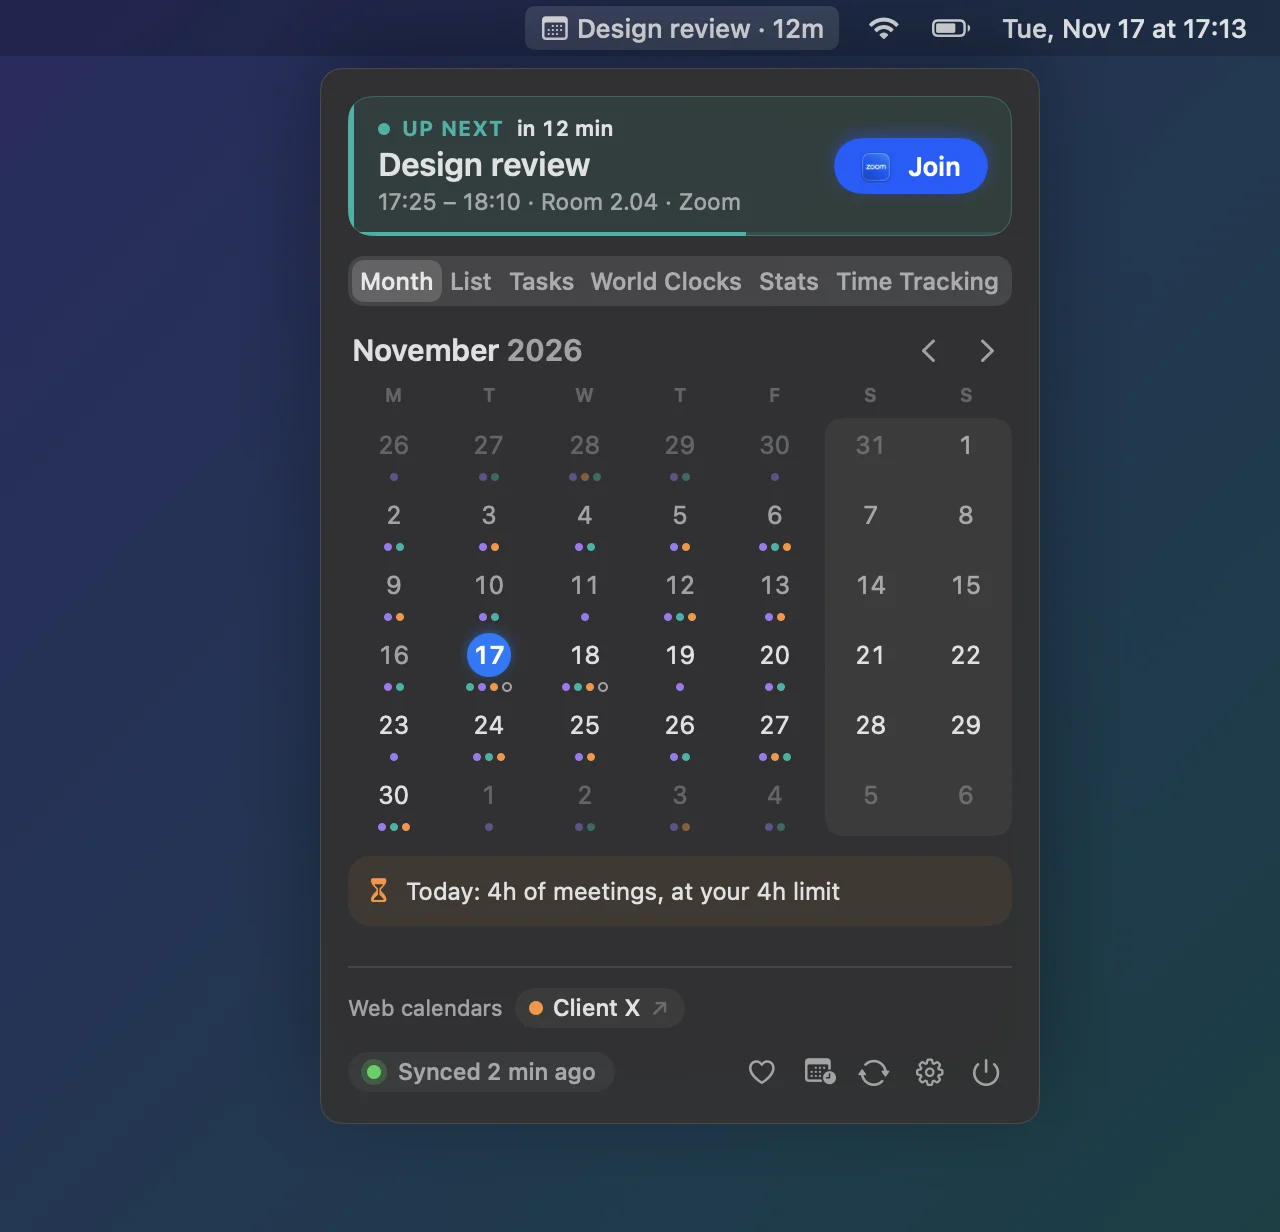 Design review · 12m
Tue, Nov 17 at 17:13
UP NEXT in 12 min
Design review
17:25 – 18:10 · Room 2.04 · Zoom
zoom
Join
Month List Tasks World Clocks Stats Time Tracking
November 2026
M T W T F S S
26 27 28 29 30 31 1
2 3 4 5 6 7 8
9 10 11 12 13 14 15
16 17 18 19 20 21 22
23 24 25 26 27 28 29
30 1 2 3 4 5 6
Today: 4h of meetings, at your 4h limit
Web calendars Client X
Synced 2 min ago